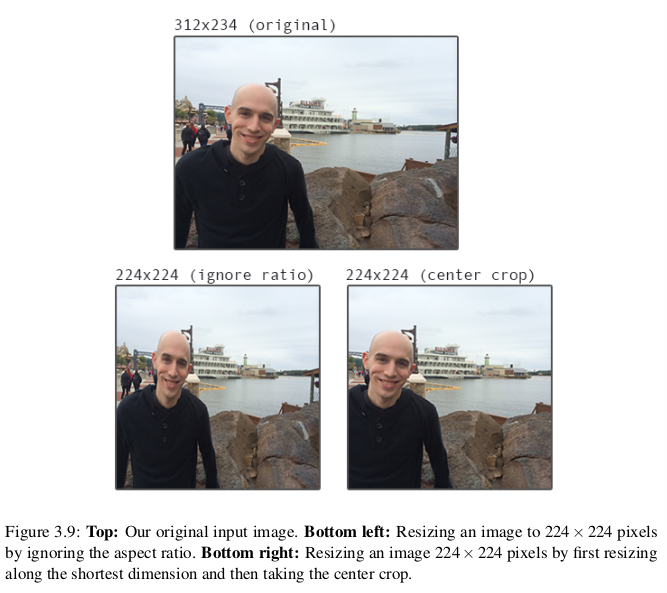 312x234 (original)
224x224 (ignore ratio)
224x224 (center crop)
Figure 3.9: Top: Our original input image. Bottom left: Resizing an image to 224 × 224 pixels
by ignoring the aspect ratio. Bottom right: Resizing an image 224 × 224 pixels by first resizing
along the shortest dimension and then taking the center crop.